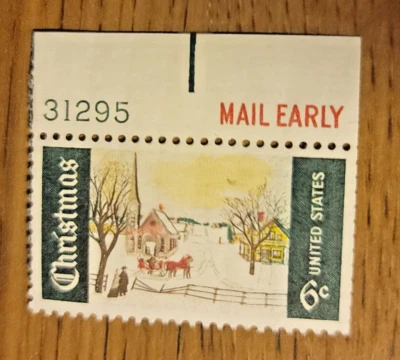 31295 MAIL EARLY
Christmas
UNITED STATES
6c